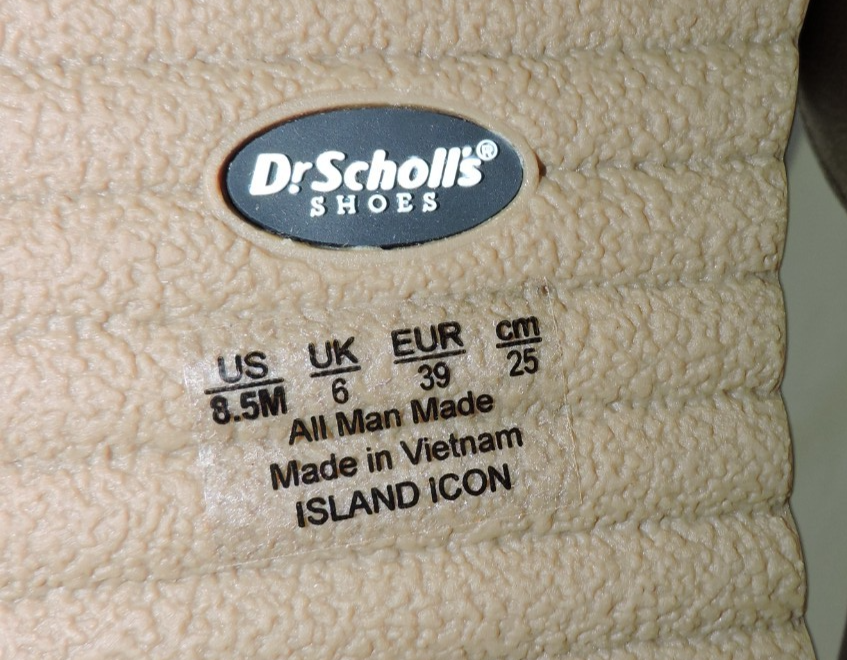 Dr. Scholl's®
SHOES
US UK EUR cm
8.5M 6 39 25
All Man Made
Made in Vietnam
ISLAND ICON